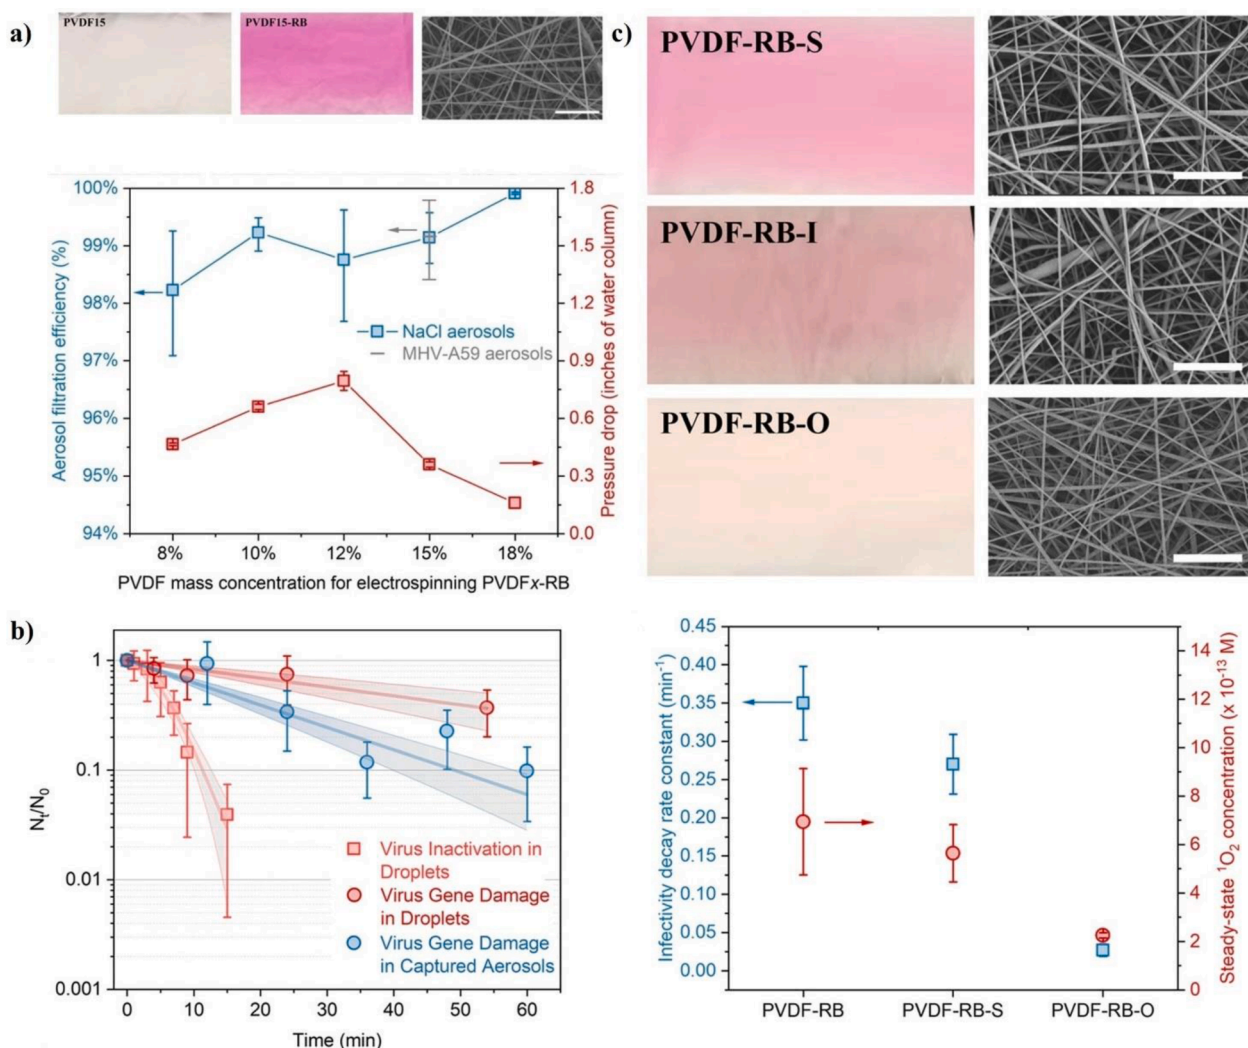 a)
PVDF15
PVDF15-RB
100%
99%
98%
97%
96%
95%
94%
Aerosol filtration efficiency (%)
1.8
1.5
1.2
0.9
0.6
0.3
0.0
Pressure drop (inches of water column)
NaCl aerosols
MHV-A59 aerosols
8%
10%
12%
15%
18%
PVDF mass concentration for electrospinning PVDFx-RB
b)
1
0.1
0.01
0.001
Nt/N0
Virus Inactivation in
Droplets
Virus Gene Damage
in Droplets
Virus Gene Damage
in Captured Aerosols
0
10
20
30
40
50
60
Time (min)
c)
PVDF-RB-S
PVDF-RB-I
PVDF-RB-O
0.45
0.40
0.35
0.30
0.25
0.20
0.15
0.10
0.05
0.00
Infectivity decay rate constant (min⁻¹)
14
12
10
8
6
4
2
0
Steady-state ¹O₂ concentration (x 10⁻¹³ M)
PVDF-RB
PVDF-RB-S
PVDF-RB-O